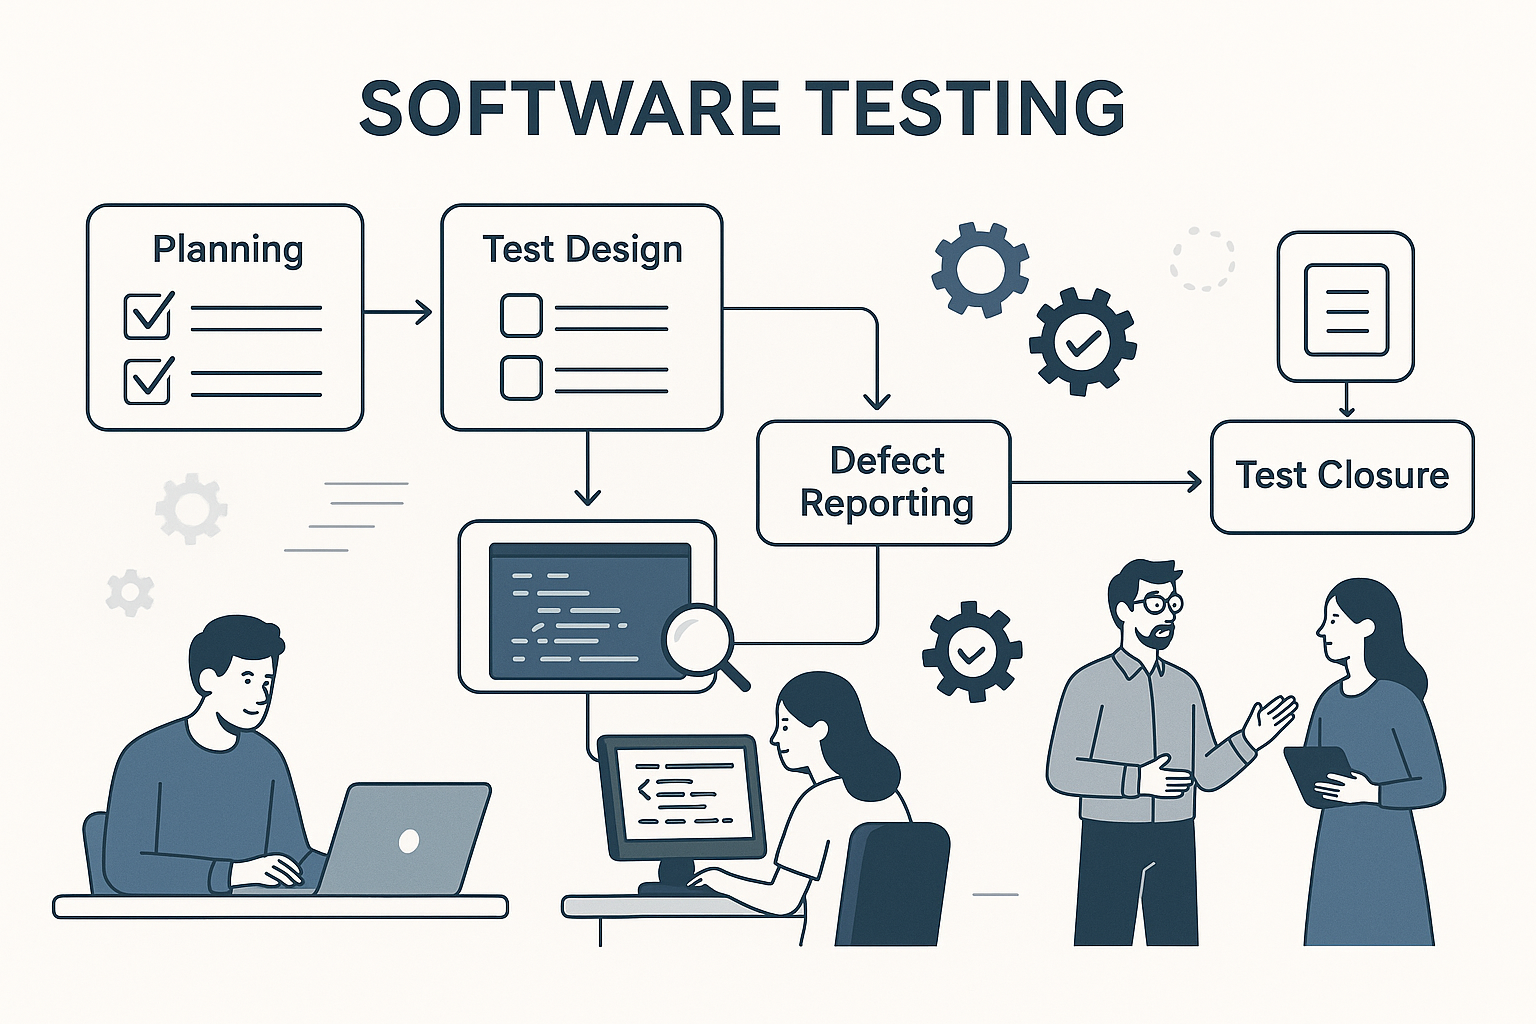 SOFTWARE TESTING
Planning
Test Design
Defect
Reporting
Test Closure